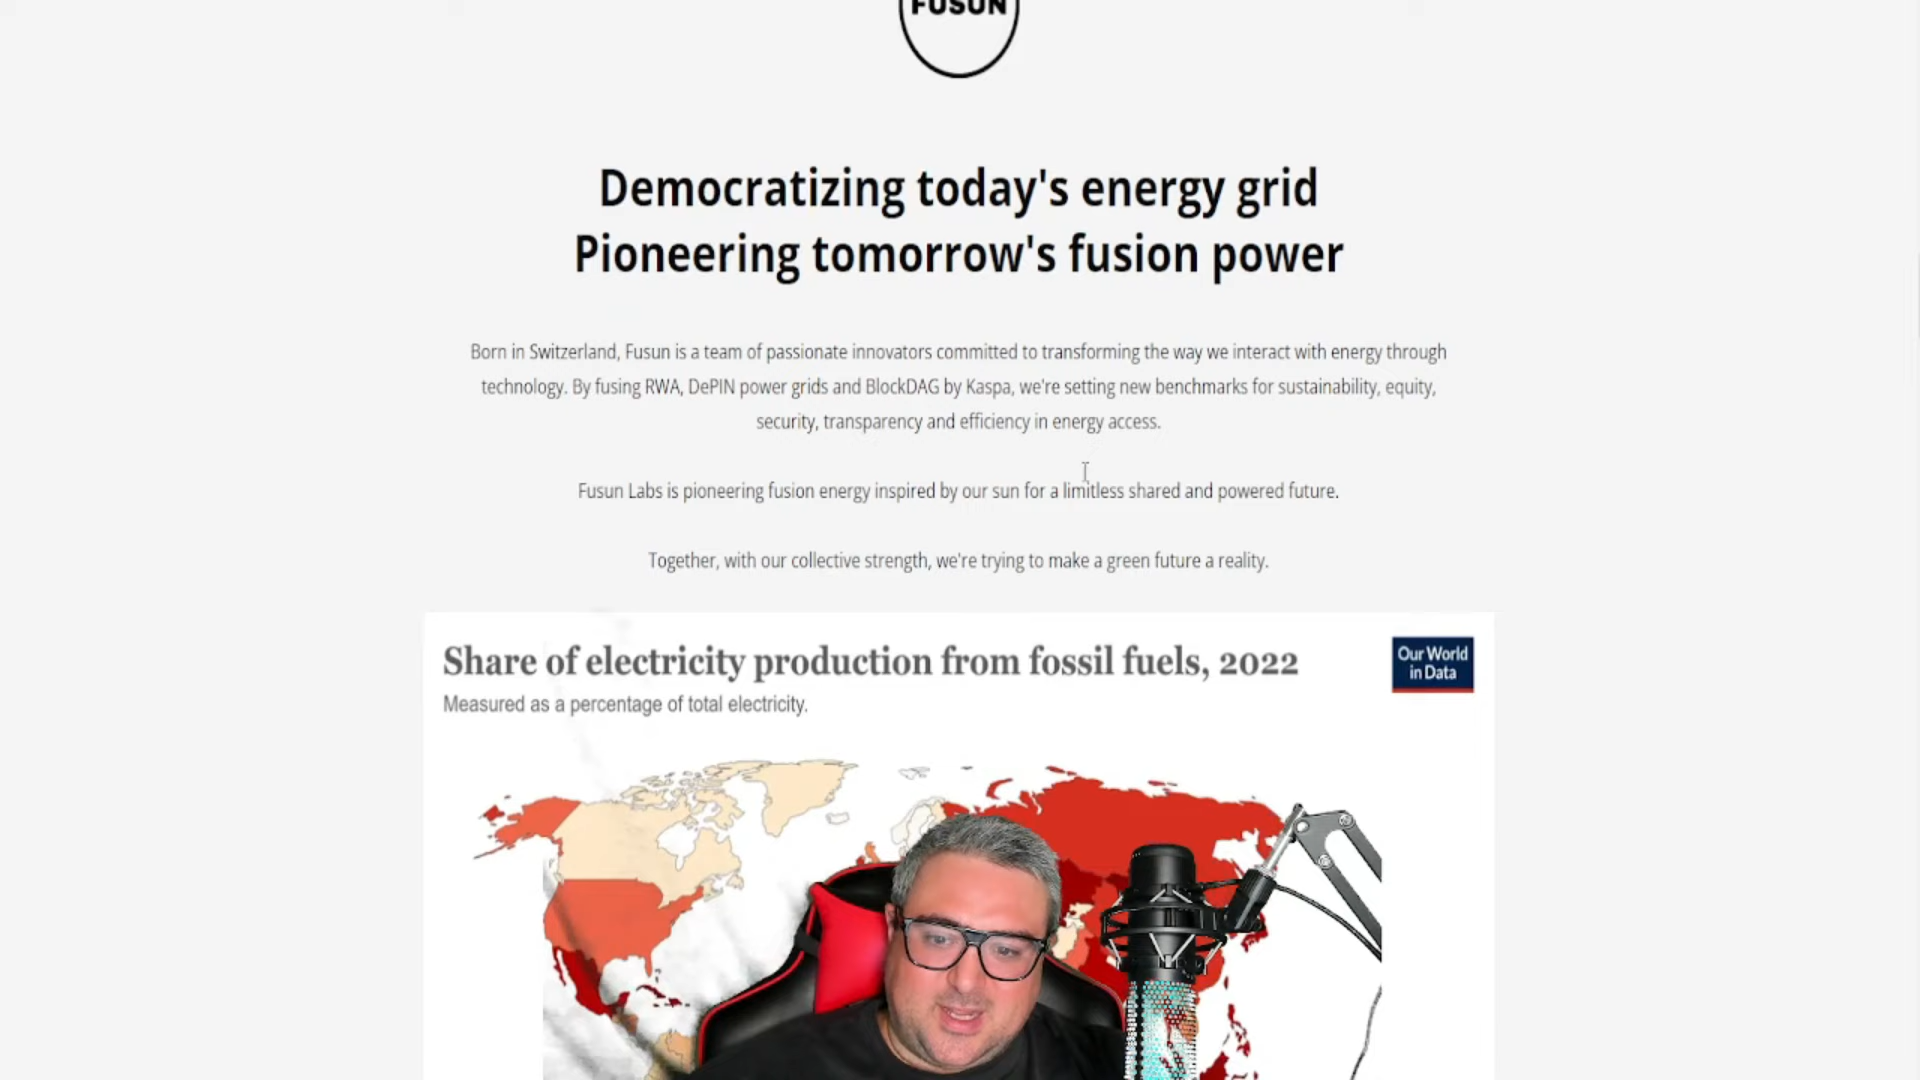 FUSUN
Democratizing today's energy grid
Pioneering tomorrow's fusion power
Born in Switzerland, Fusun is a team of passionate innovators committed to transforming the way we interact with energy through
technology. By fusing RWA, DePIN power grids and BlockDAG by Kaspa, we're setting new benchmarks for sustainability, equity,
security, transparency and efficiency in energy access.
Fusun Labs is pioneering fusion energy inspired by our sun for a limitless shared and powered future.
Together, with our collective strength, we're trying to make a green future a reality.
Share of electricity production from fossil fuels, 2022
Our World
in Data
Measured as a percentage of total electricity.